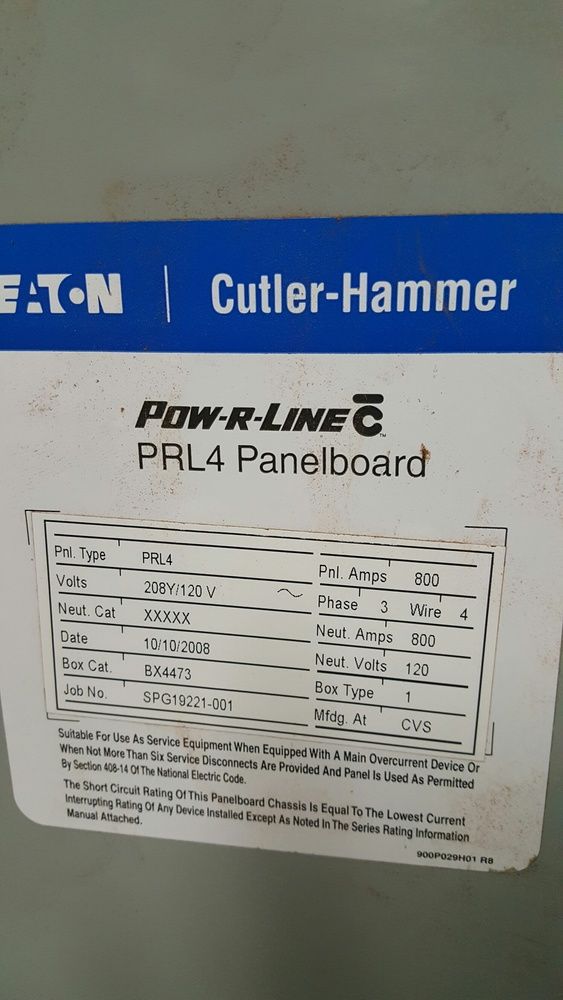 EATON | Cutler-Hammer
POW-R-LINE C™
PRL4 Panelboard
Pnl. Type PRL4 Pnl. Amps 800
Volts 208Y/120 V ~ Phase 3 Wire 4
Neut. Cat XXXXX Neut. Amps 800
Date 10/10/2008 Neut. Volts 120
Box Cat. BX4473 Box Type 1
Job No. SPG19221-001 Mfdg. At CVS
Suitable For Use As Service Equipment When Equipped With A Main Overcurrent Device Or
When Not More Than Six Service Disconnects Are Provided And Panel Is Used As Permitted
By Section 408-14 Of The National Electric Code.
The Short Circuit Rating Of This Panelboard Chassis Is Equal To The Lowest Current
Interrupting Rating Of Any Device Installed Except As Noted In The Series Rating Information
Manual Attached.
900P029H01 R8